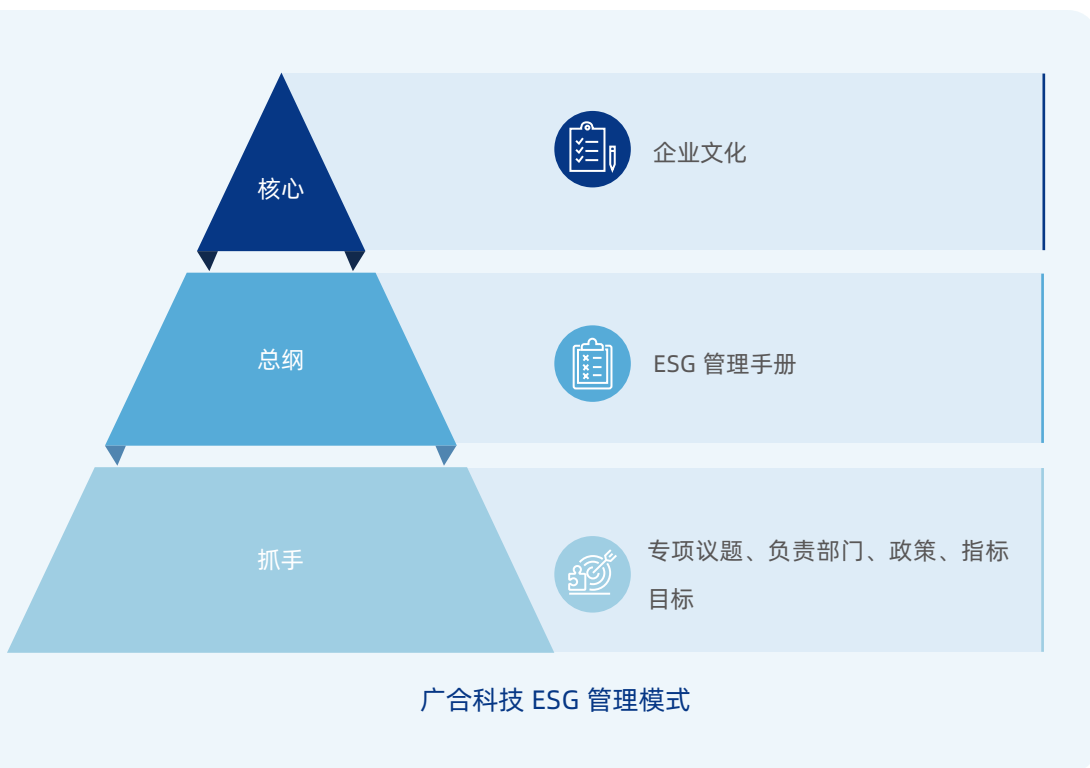 核心
企业文化
总纲
ESG 管理手册
抓手
专项议题、负责部门、政策、指标
目标
广合科技 ESG 管理模式